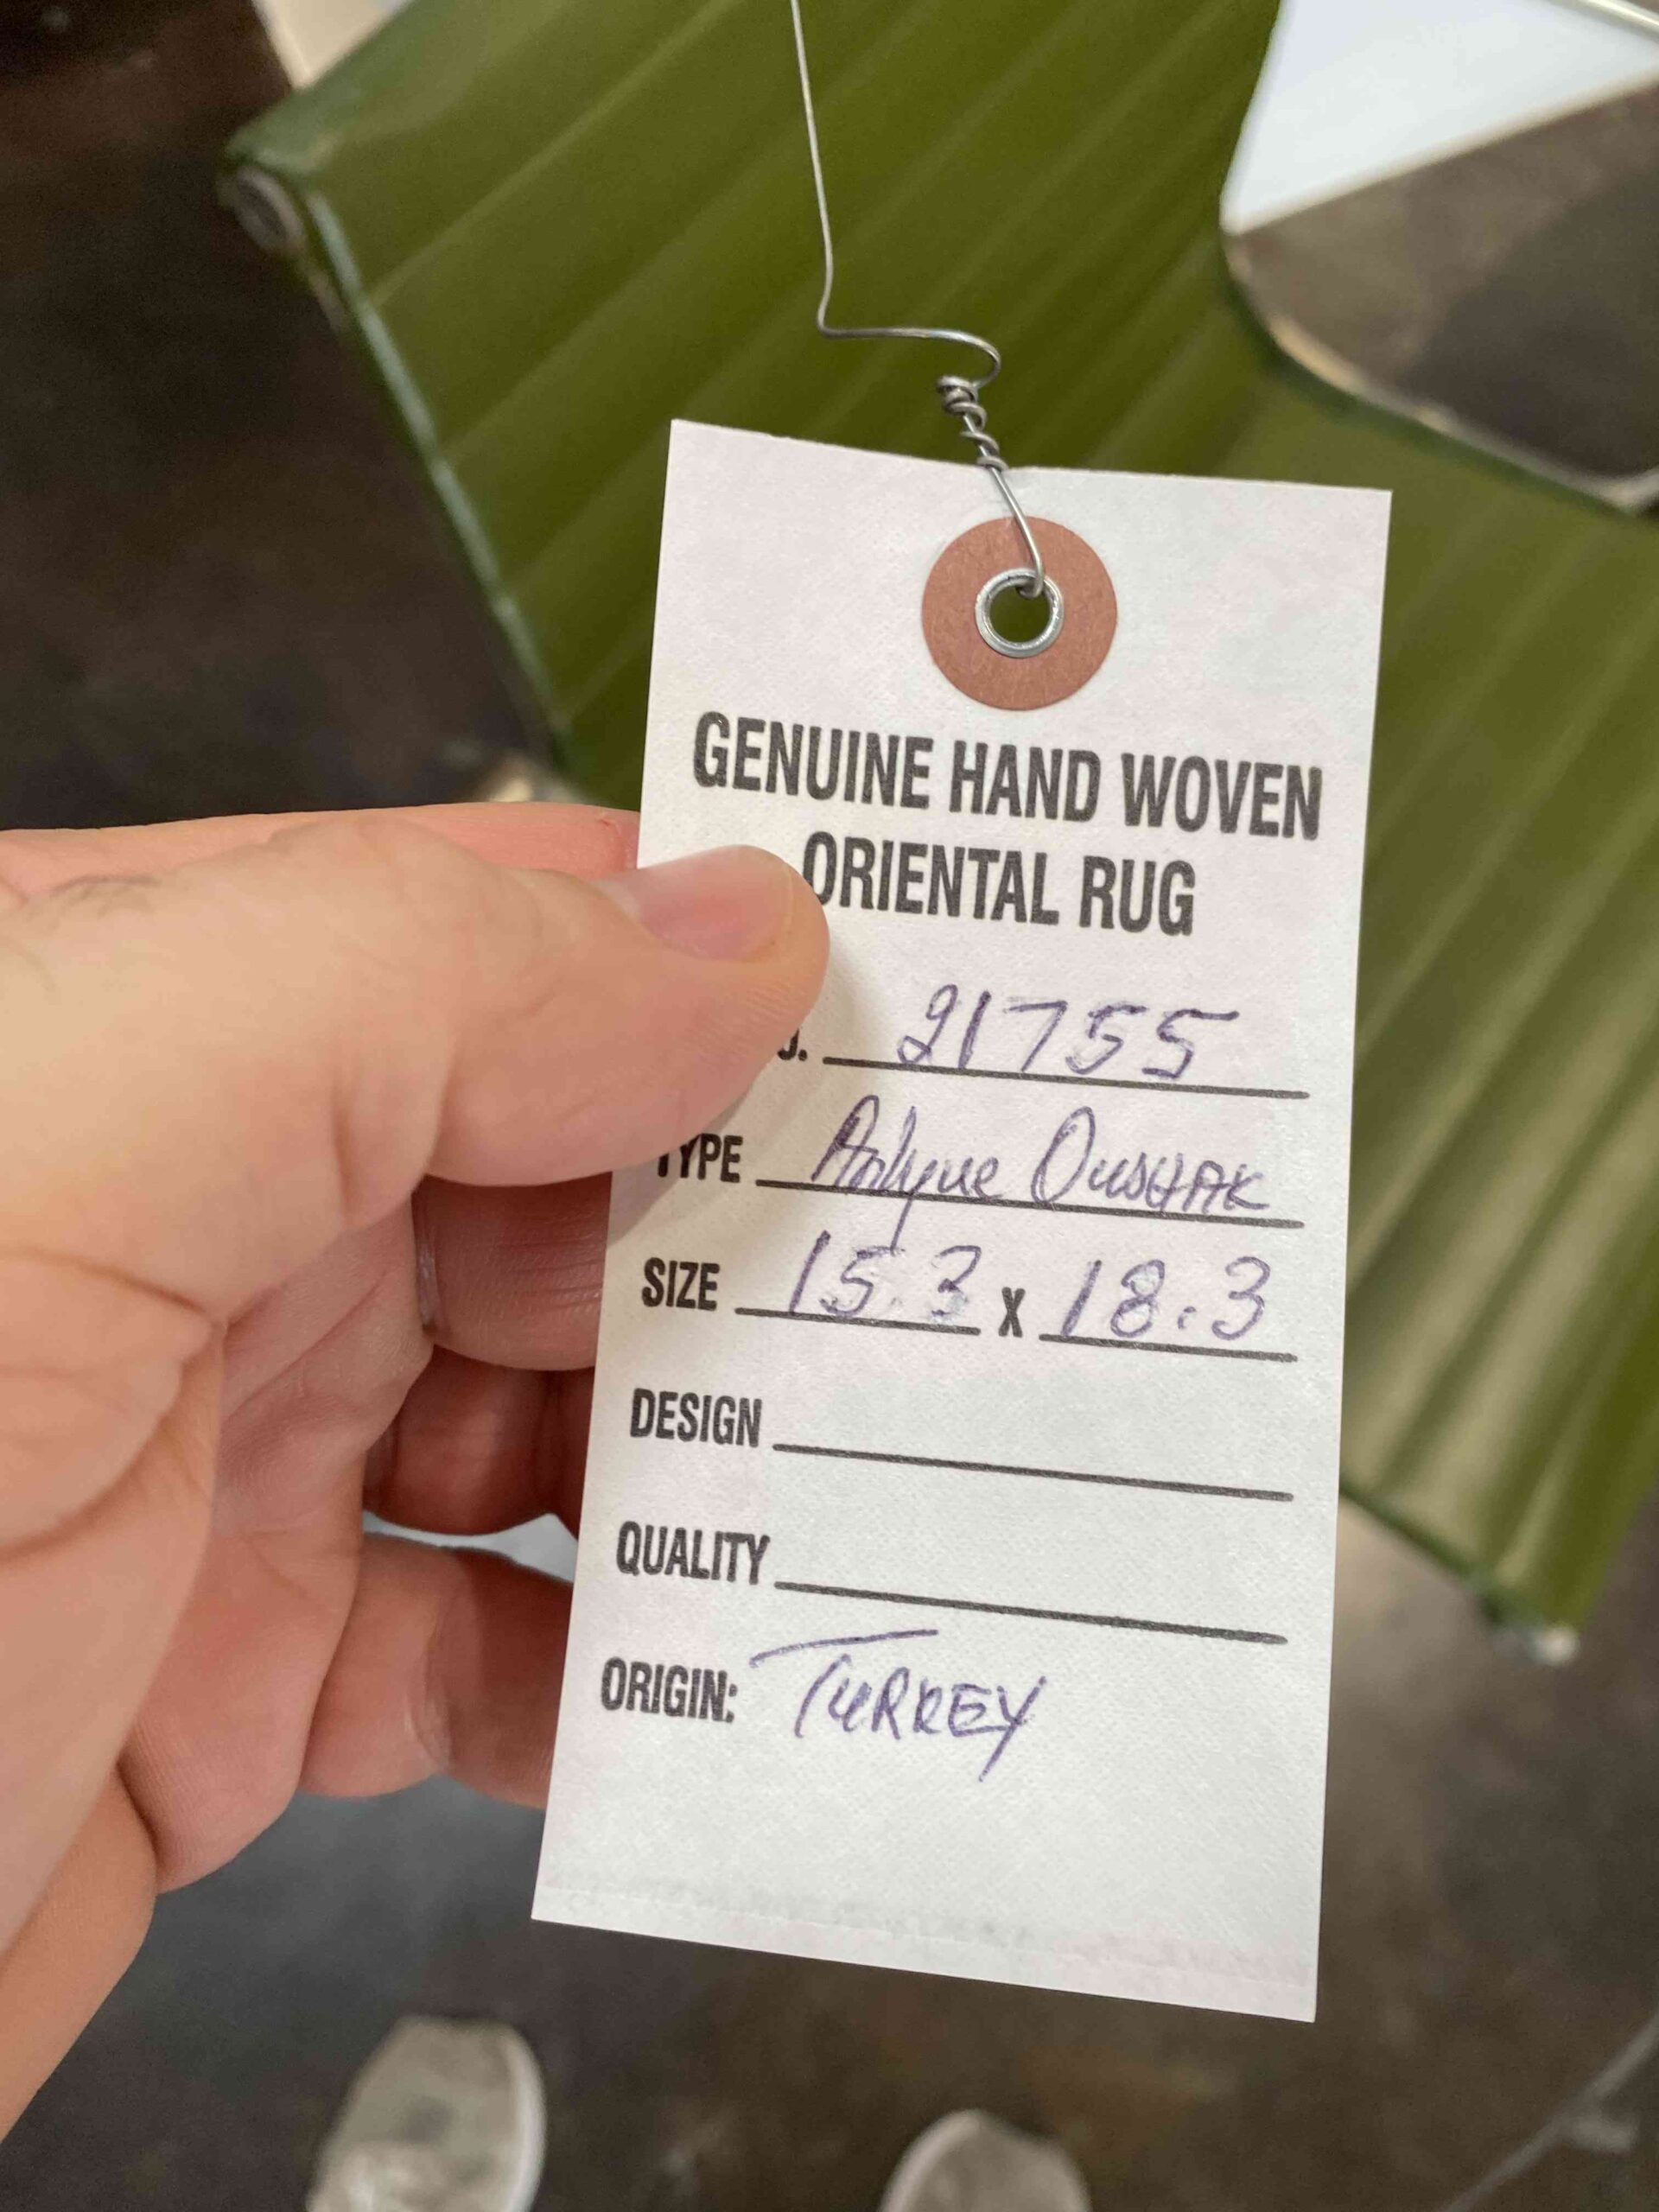 GENUINE HAND WOVEN
ORIENTAL RUG
21755
TYPE Antique OUSHAK
SIZE 15.3 X 18.3
DESIGN
QUALITY
ORIGIN: TURKEY